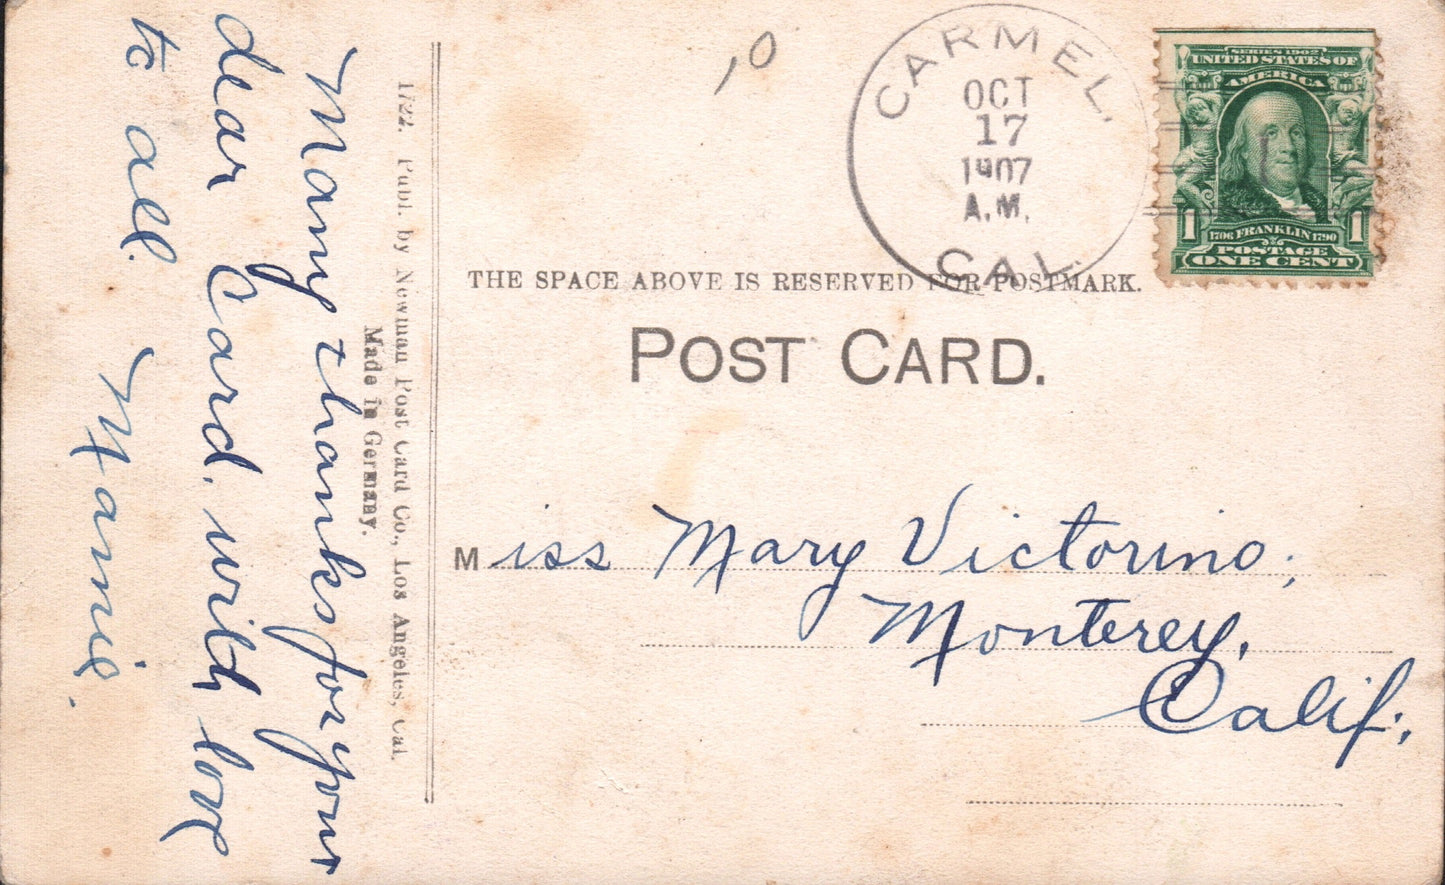 Many thanks for your
dear Card, with love
to all.
Mamie.
1722. Publ. by Newman Post Card Co., Los Angeles, Cal.
Made in Germany.
10
CARMEL,
OCT
17
1907
A.M.
CAL.
SERIES 1902
UNITED STATES OF
AMERICA
1 1706 FRANKLIN 1790 1
POSTAGE
ONE CENT
THE SPACE ABOVE IS RESERVED FOR POSTMARK.
POST CARD.
Miss Mary Victorino,
Monterey,
Calif.,